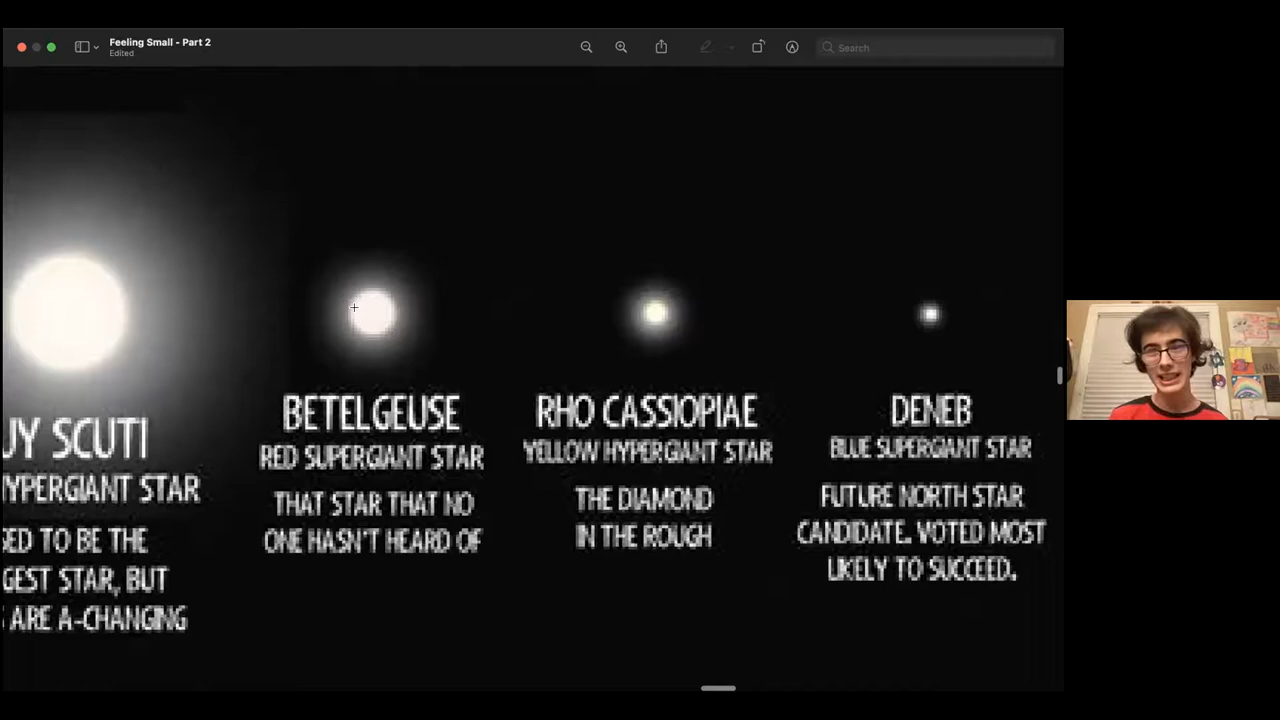 Feeling Small - Part 2
Edited
Search
UY SCUTI
HYPERGIANT STAR
SED TO BE THE
GEST STAR, BUT
S ARE A-CHANGING
BETELGEUSE
RED SUPERGIANT STAR
THAT STAR THAT NO
ONE HASN'T HEARD OF
RHO CASSIOPIAE
YELLOW HYPERGIANT STAR
THE DIAMOND
IN THE ROUGH
DENEB
BLUE SUPERGIANT STAR
FUTURE NORTH STAR
CANDIDATE. VOTED MOST
LIKELY TO SUCCEED.